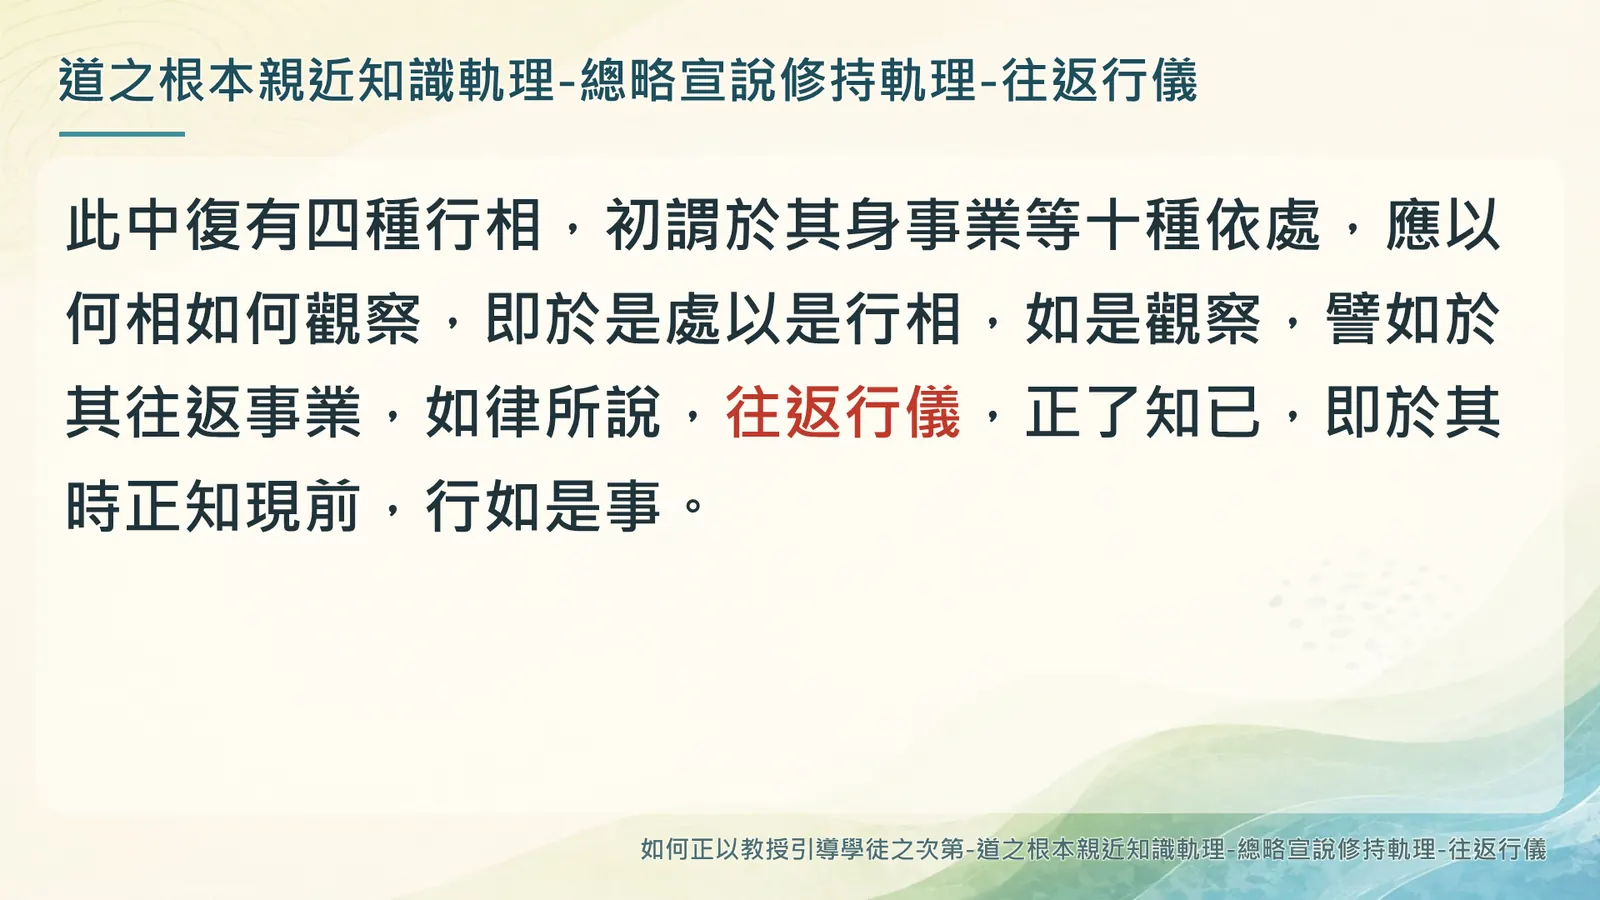 道之根本親近知識軌理-總略宣說修持軌理-往返行儀
此中復有四種行相，初謂於其身事業等十種依處，應以
何相如何觀察，即於是處以是行相，如是觀察，譬如於
其往返事業，如律所說，往返行儀，正了知已，即於其
時正知現前，行如是事。
如何正以教授引導學徒之次第-道之根本親近知識軌理-總略宣說修持軌理-往返行儀